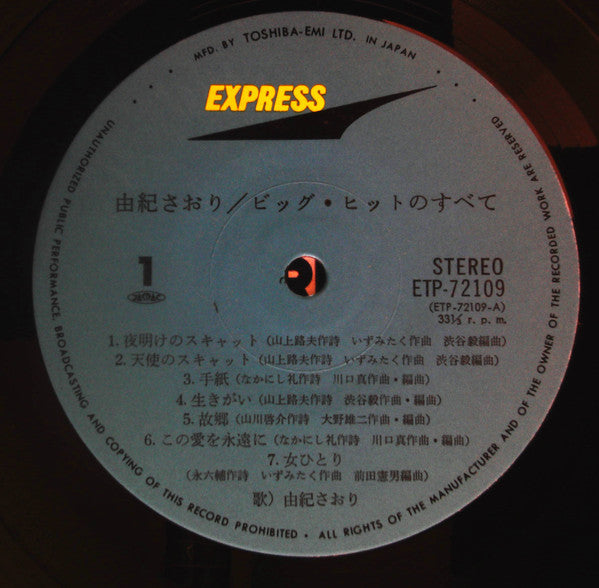 MFD. BY TOSHIBA-EMI LTD. IN JAPAN
EXPRESS
由紀さおり／ビッグ・ヒットのすべて
1
JASRAC
STEREO
ETP-72109
(ETP-72109-A)
33⅓ r. p. m.
1. 夜明けのスキャット (山上路夫作詩 いずみたく作曲 渋谷毅編曲)
2. 天使のスキャット (山上路夫作詩 いずみたく作曲 渋谷毅編曲)
3. 手紙 (なかにし礼作詩 川口真作曲・編曲)
4. 生きがい (山上路夫作詩 渋谷毅作曲・編曲)
5. 故郷 (山川啓介作詩 大野雄二作曲・編曲)
6. この愛を永遠に (なかにし礼作詩 川口真作曲・編曲)
7. 女ひとり
(永六輔作詩 いずみたく作曲 前田憲男編曲)
歌) 由紀さおり
UNAUTHORIZED PUBLIC PERFORMANCE, BROADCASTING AND COPYING OF THIS RECORD PROHIBITED • ALL RIGHTS OF THE MANUFACTURER AND OF THE OWNER OF THE RECORDED WORK ARE RESERVED